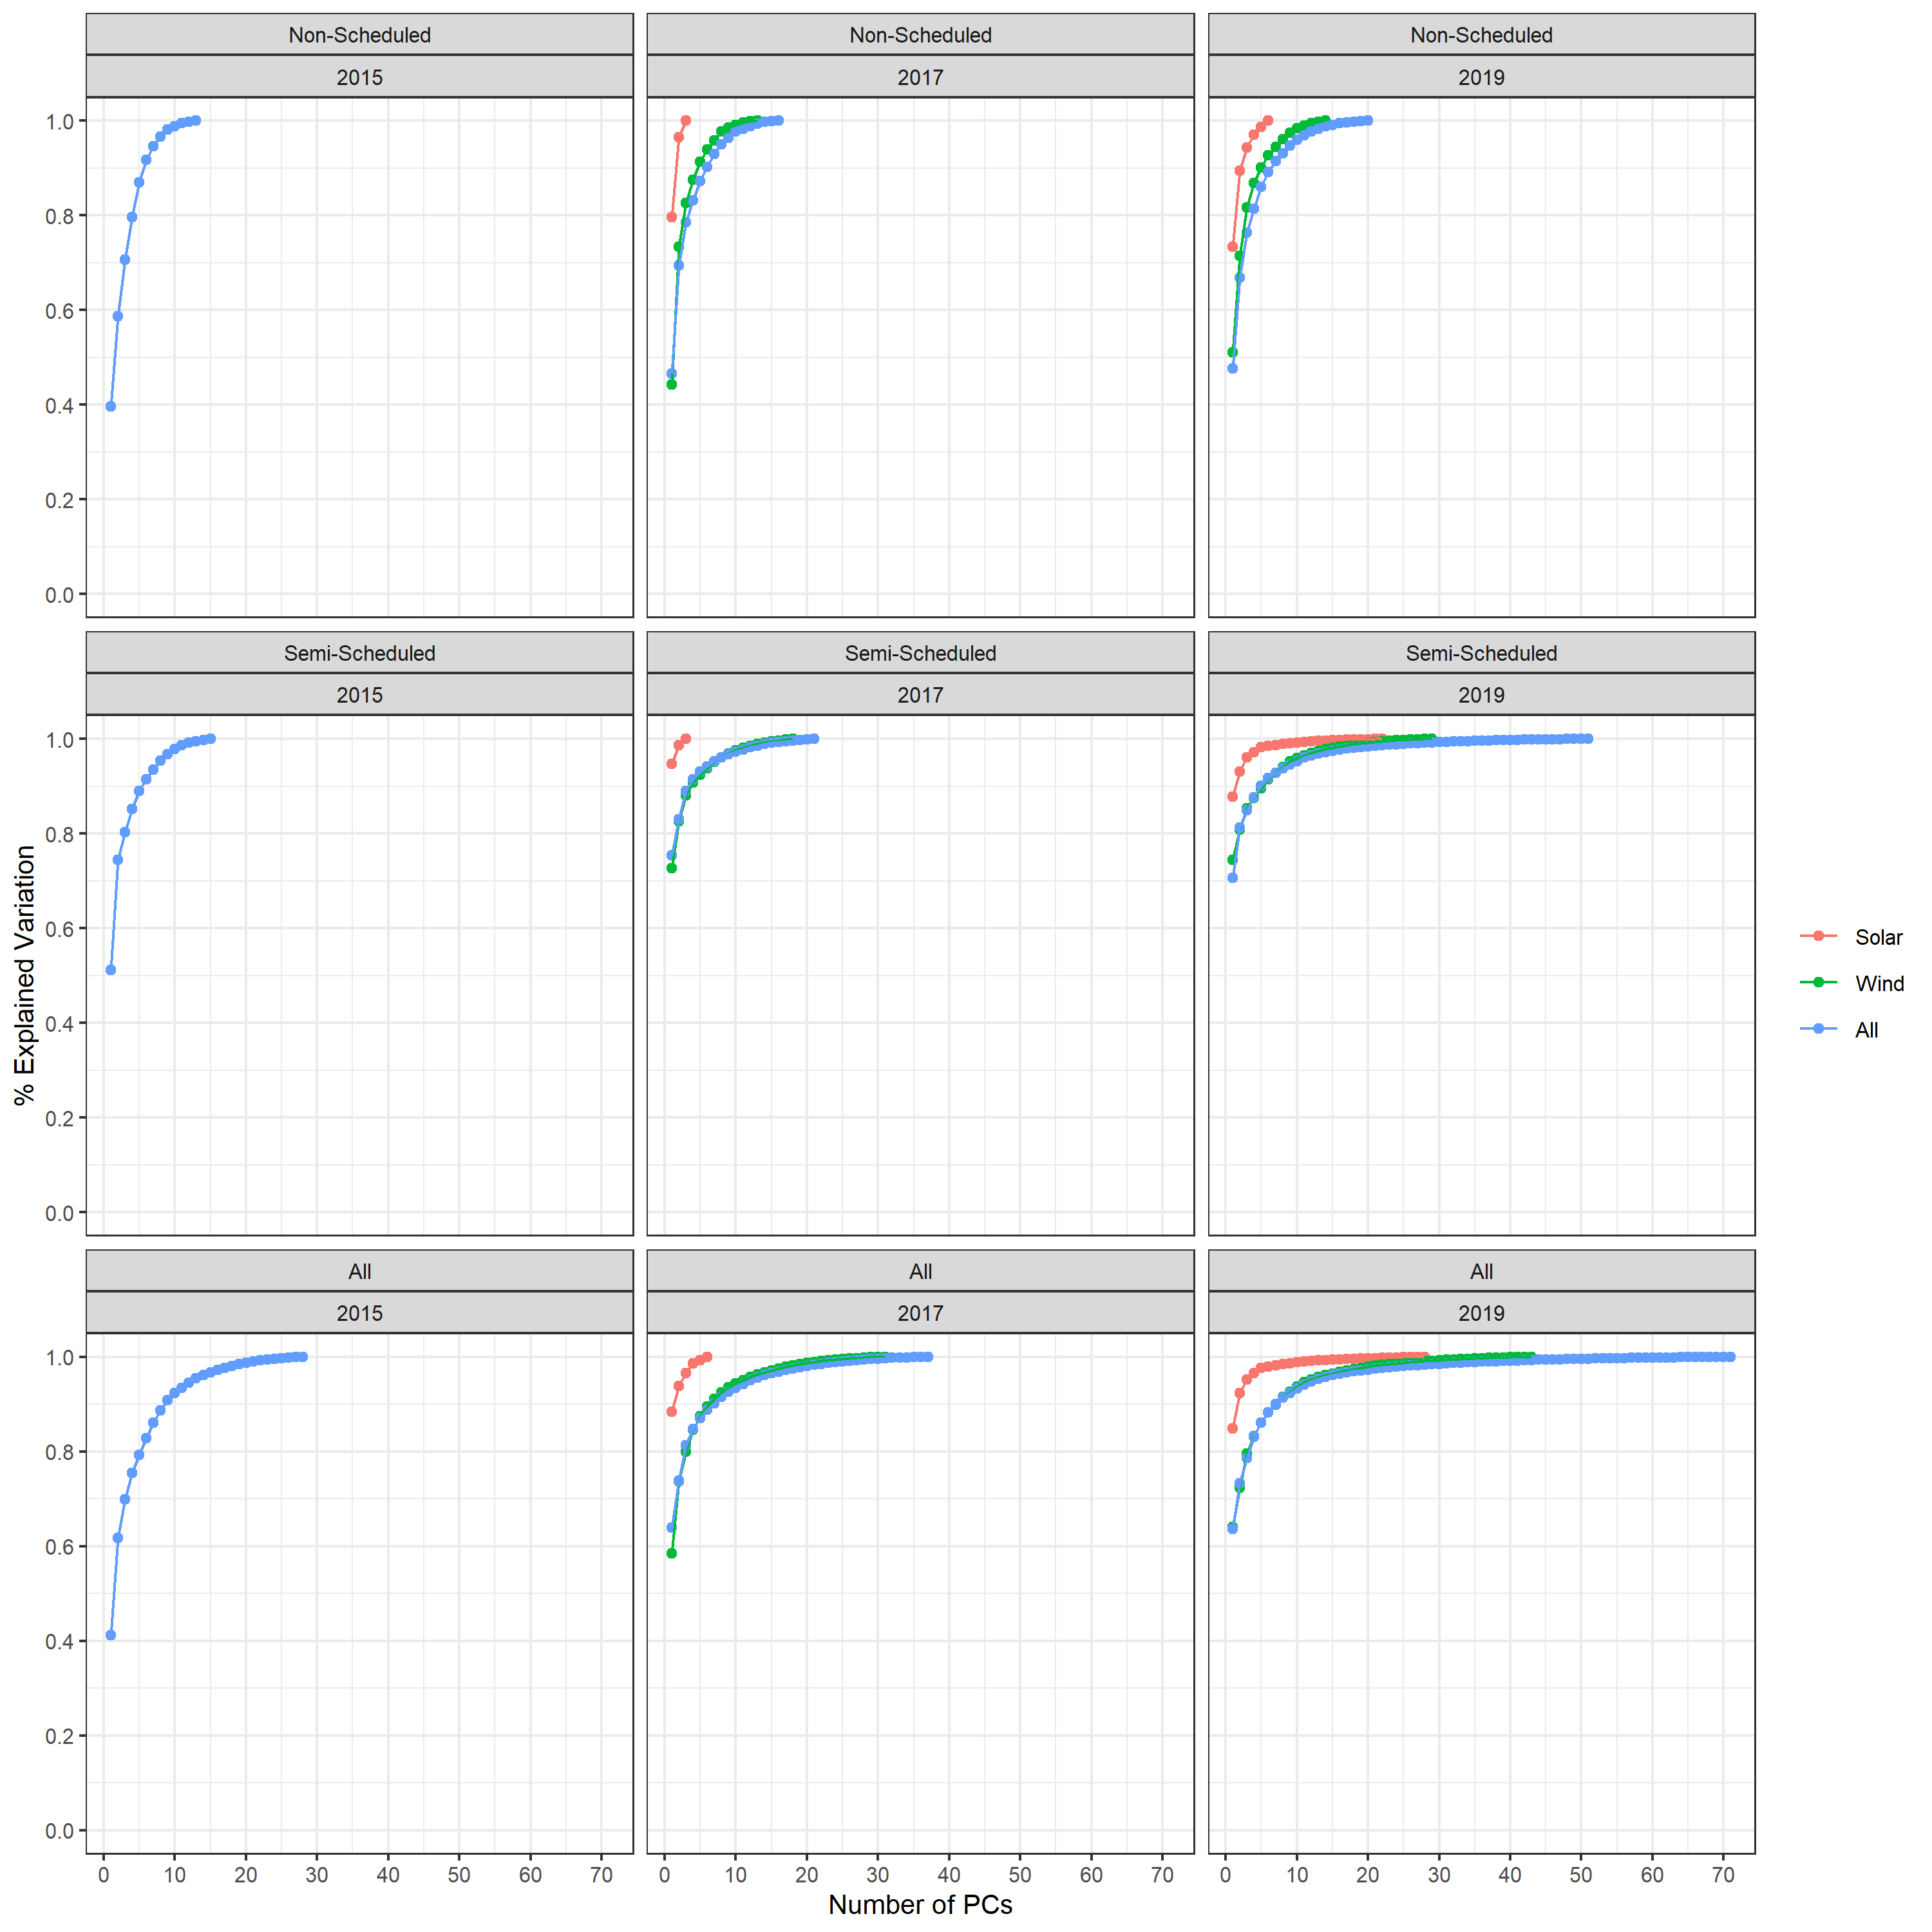 Non-Scheduled Non-Scheduled Non-Scheduled
2015 2017 2019
1.0
0.8
0.6
0.4
0.2
0.0
Semi-Scheduled Semi-Scheduled Semi-Scheduled
2015 2017 2019
1.0
0.8
0.6
0.4
0.2
0.0
% Explained Variation
Solar
Wind
All
All All All
2015 2017 2019
1.0
0.8
0.6
0.4
0.2
0.0
0 10 20 30 40 50 60 70 0 10 20 30 40 50 60 70 0 10 20 30 40 50 60 70
Number of PCs